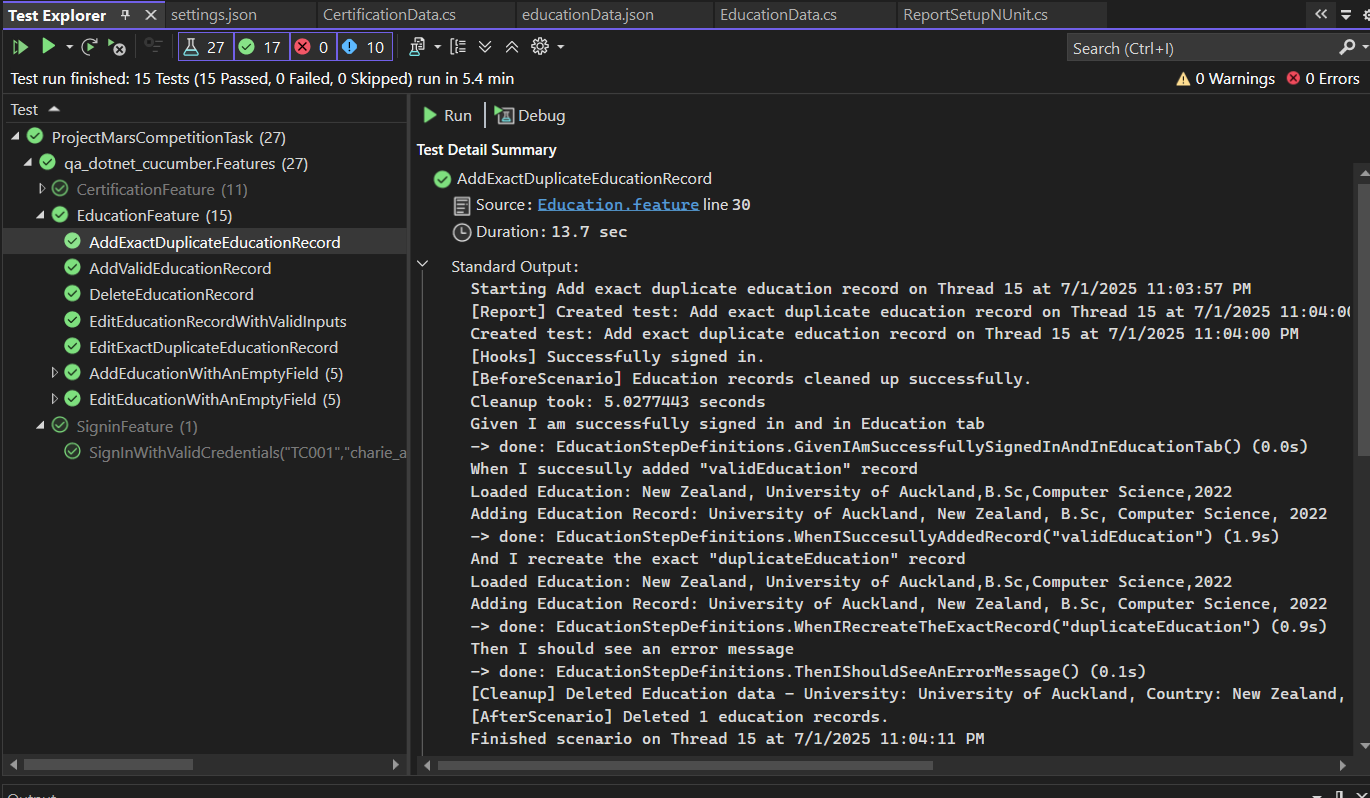 Test Explorer
settings.json
CertificationData.cs
educationData.json
EducationData.cs
ReportSetupNUnit.cs
27 17 0 10
Search (Ctrl+I)
Test run finished: 15 Tests (15 Passed, 0 Failed, 0 Skipped) run in 5.4 min
0 Warnings 0 Errors
Test
ProjectMarsCompetitionTask (27)
qa_dotnet_cucumber.Features (27)
CertificationFeature (11)
EducationFeature (15)
AddExactDuplicateEducationRecord
AddValidEducationRecord
DeleteEducationRecord
EditEducationRecordWithValidInputs
EditExactDuplicateEducationRecord
AddEducationWithAnEmptyField (5)
EditEducationWithAnEmptyField (5)
SigninFeature (1)
SignInWithValidCredentials("TC001","charie_a
Run Debug
Test Detail Summary
AddExactDuplicateEducationRecord
Source: Education.feature line 30
Duration: 13.7 sec
Standard Output:
Starting Add exact duplicate education record on Thread 15 at 7/1/2025 11:03:57 PM
[Report] Created test: Add exact duplicate education record on Thread 15 at 7/1/2025 11:04:00
Created test: Add exact duplicate education record on Thread 15 at 7/1/2025 11:04:00 PM
[Hooks] Successfully signed in.
[BeforeScenario] Education records cleaned up successfully.
Cleanup took: 5.0277443 seconds
Given I am successfully signed in and in Education tab
-> done: EducationStepDefinitions.GivenIAmSuccessfullySignedInAndInEducationTab() (0.0s)
When I succesully added "validEducation" record
Loaded Education: New Zealand, University of Auckland,B.Sc,Computer Science,2022
Adding Education Record: University of Auckland, New Zealand, B.Sc, Computer Science, 2022
-> done: EducationStepDefinitions.WhenISuccesullyAddedRecord("validEducation") (1.9s)
And I recreate the exact "duplicateEducation" record
Loaded Education: New Zealand, University of Auckland,B.Sc,Computer Science,2022
Adding Education Record: University of Auckland, New Zealand, B.Sc, Computer Science, 2022
-> done: EducationStepDefinitions.WhenIRecreateTheExactRecord("duplicateEducation") (0.9s)
Then I should see an error message
-> done: EducationStepDefinitions.ThenIShouldSeeAnErrorMessage() (0.1s)
[Cleanup] Deleted Education data - University: University of Auckland, Country: New Zealand,
[AfterScenario] Deleted 1 education records.
Finished scenario on Thread 15 at 7/1/2025 11:04:11 PM
Output